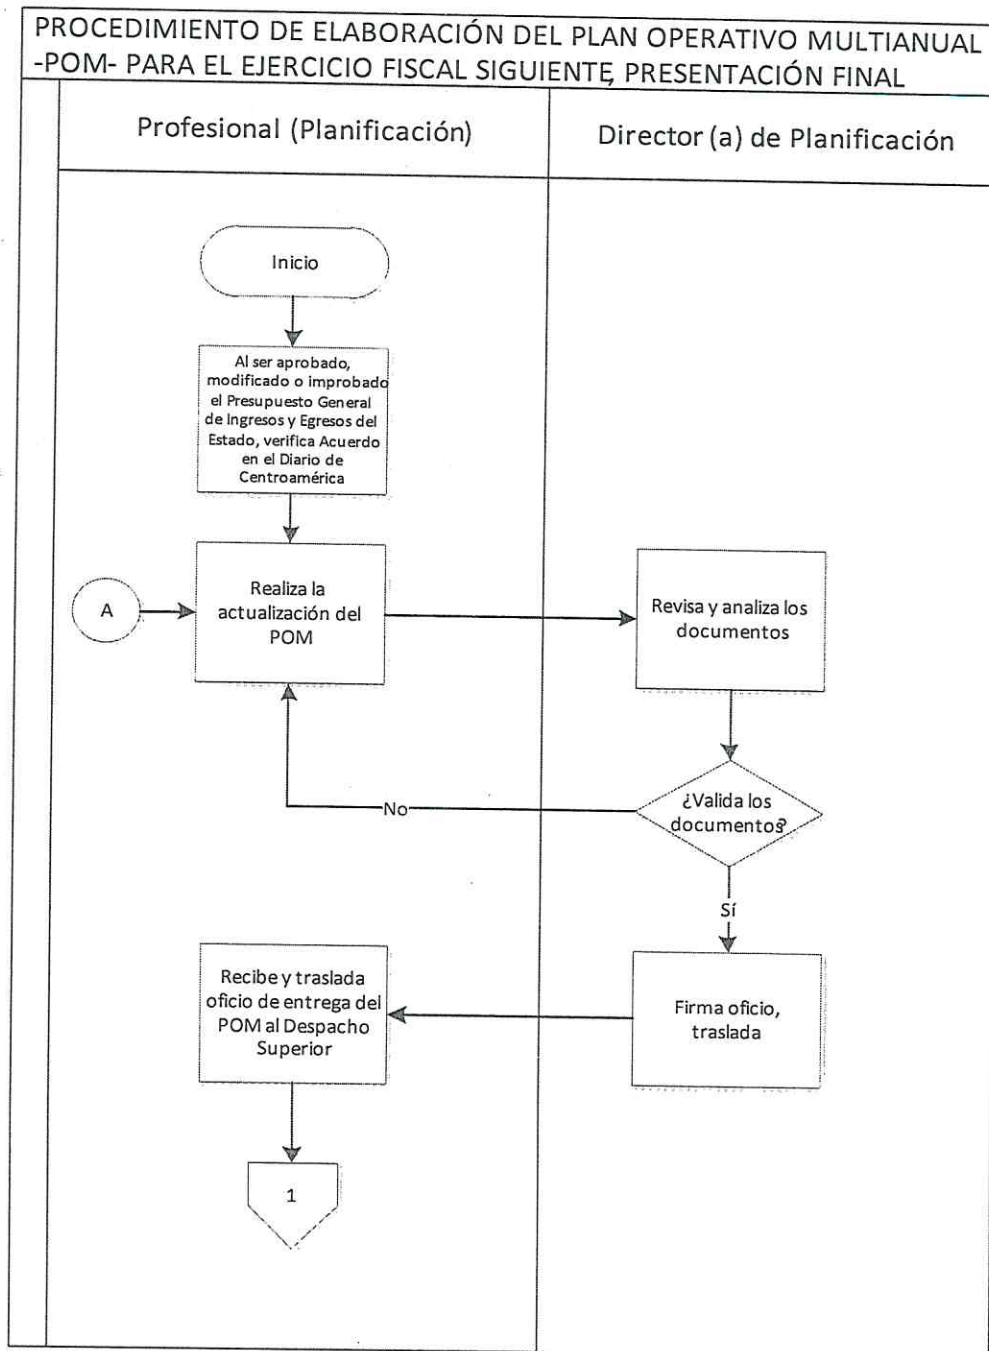 PROCEDIMIENTO DE ELABORACIÓN DEL PLAN OPERATIVO MULTIANUAL
-POM- PARA EL EJERCICIO FISCAL SIGUIENTE, PRESENTACIÓN FINAL
Profesional (Planificación)
Director (a) de Planificación
Inicio
Al ser aprobado,
modificado o improbado
el Presupuesto General
de Ingresos y Egresos del
Estado, verifica Acuerdo
en el Diario de
Centroamérica
A
Realiza la
actualización del
POM
Revisa y analiza los
documentos
¿Valida los
documentos?
No
Sí
Firma oficio,
traslada
Recibe y traslada
oficio de entrega del
POM al Despacho
Superior
1